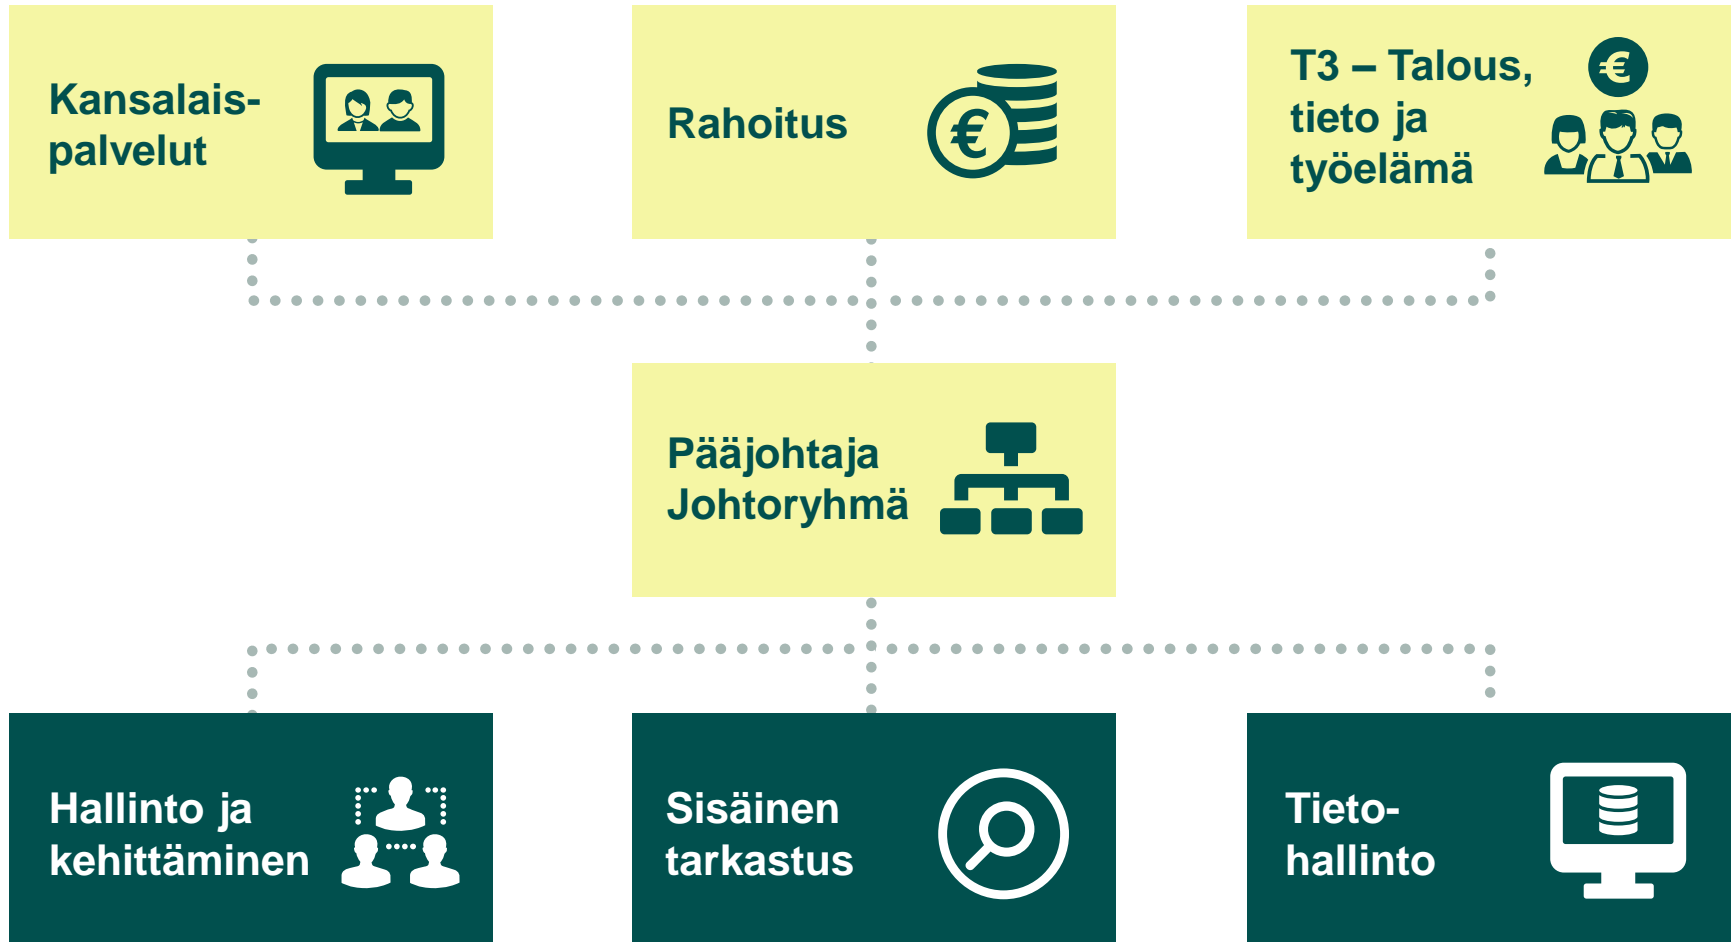 Kansalais-
palvelut
Rahoitus
T3 – Talous,
tieto ja
työelämä
Pääjohtaja
Johtoryhmä
Hallinto ja
kehittäminen
Sisäinen
tarkastus
Tieto-
hallinto